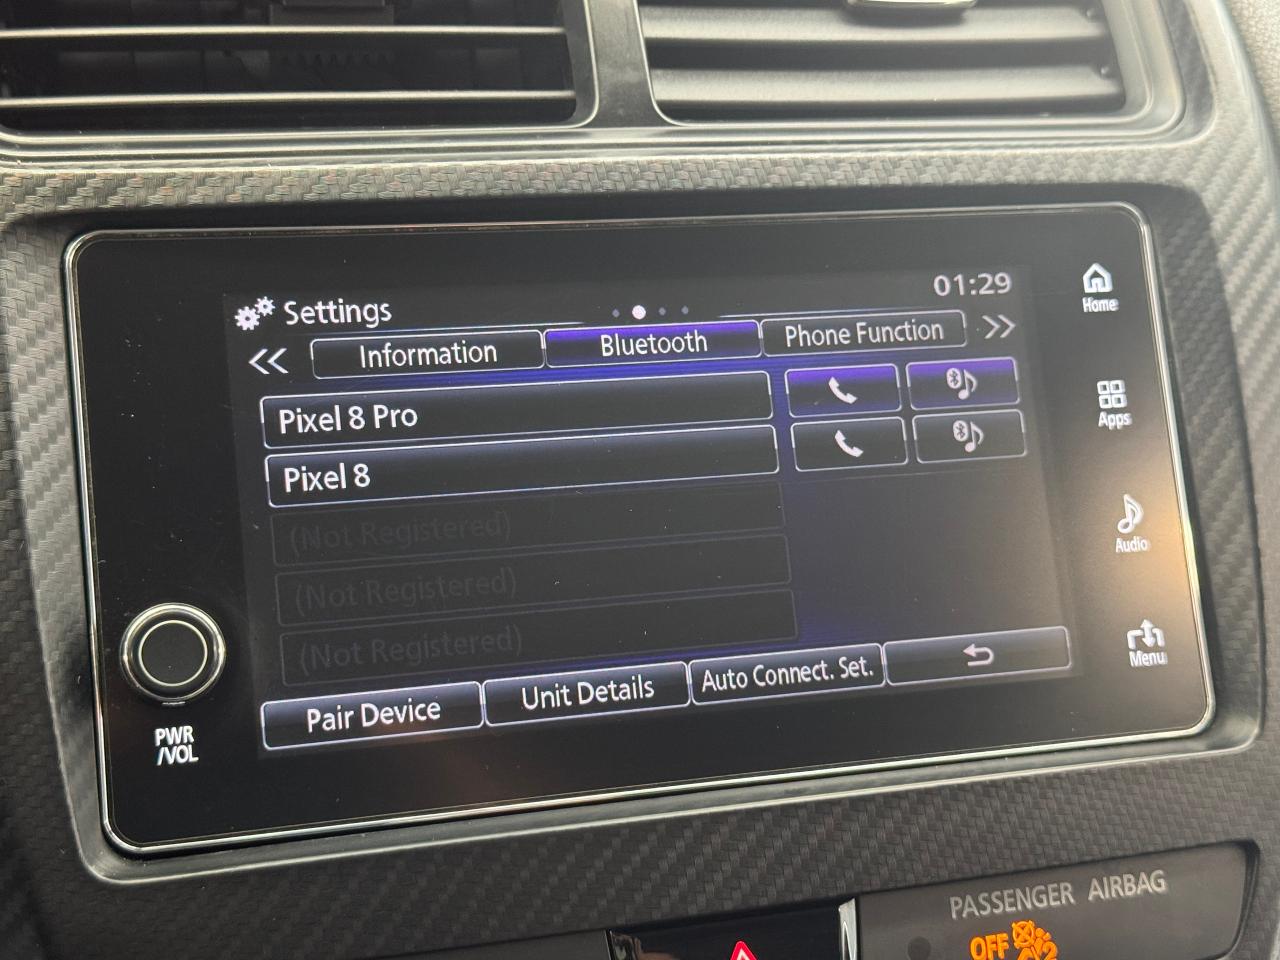 Settings
01:29
<< Information Bluetooth Phone Function >>
Pixel 8 Pro
Pixel 8
(Not Registered)
(Not Registered)
(Not Registered)
Pair Device Unit Details Auto Connect. Set.
Home
Apps
Audio
Menu
PWR
/VOL
PASSENGER AIRBAG
OFF